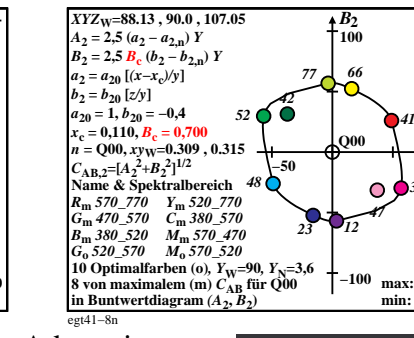 XYZW=88.13 , 90.0 , 107.05
A2 = 2,5 (a2 − a2,n) Y
B2 = 2,5 Bc (b2 − b2,n) Y
a2 = a20 [(x−xc)/y]
b2 = b20 [z/y]
a20 = 1, b20 = −0,4
xc = 0,110, Bc = 0,700
n = Q00, xyW=0.309 , 0.315
CAB,2=[A2²+B2²]1/2
Name & Spektralbereich
Rm 570_770 Ym 520_770
Gm 470_570 Cm 380_570
Bm 380_520 Mm 570_470
Go 520_570 Mo 570_520
10 Optimalfarben (o), YW=90, YN=3,6
8 von maximalem (m) CAB für Q00
in Buntwertdiagram (A2, B2)
B2
100
77
66
42
52
41
Q00
−50
48
47
23
12
−100
max:
min:
egt41−8n